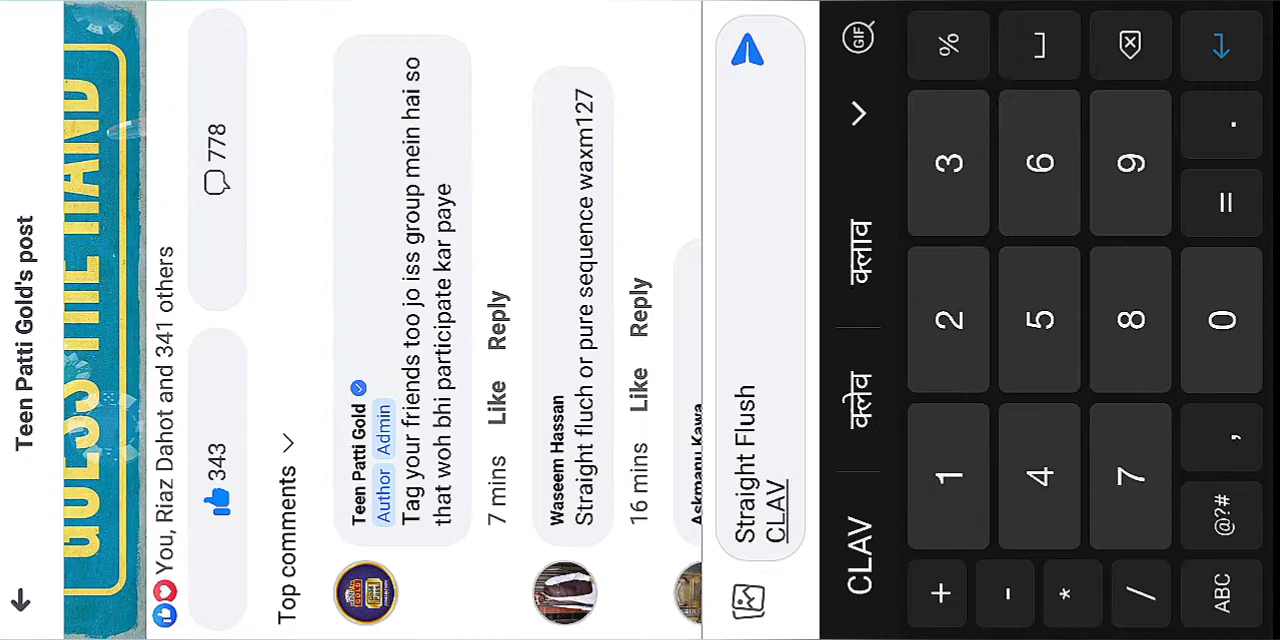 Teen Patti Gold's post
GUESS THE HAND
You, Riaz Dahot and 341 others
343
778
Top comments
Teen Patti Gold
Author Admin
Tag your friends too jo iss group mein hai so
that woh bhi participate kar paye
7 mins Like Reply
Waseem Hassan
Straight fluch or pure sequence waxm127
16 mins Like Reply
Askmanu Kawa
Straight Flush
CLAV
CLAV क्लेव क्लाव GIF
+ 1 2 3 %
- * 4 5 6
/ 7 8 9
ABC @?# , 0 = .